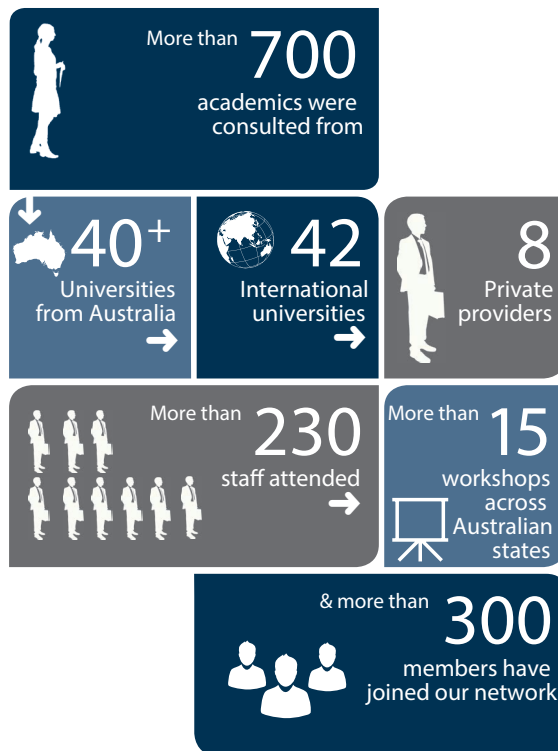 More than 700
academics were
consulted from
40+
Universities
from Australia
42
International
universities
8
Private
providers
More than 230
staff attended
More than 15
workshops
across
Australian
states
& more than 300
members have
joined our network